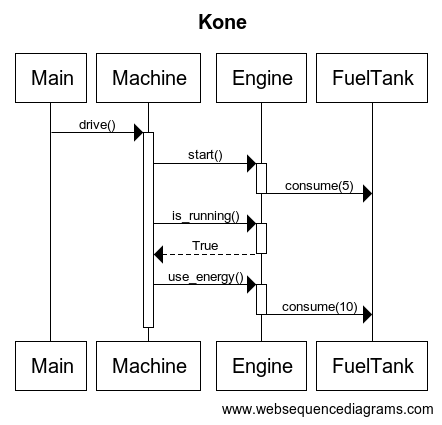 Kone
Main Machine Engine FuelTank
drive()
start()
consume(5)
is_running()
True
use_energy()
consume(10)
Main Machine Engine FuelTank
www.websequencediagrams.com